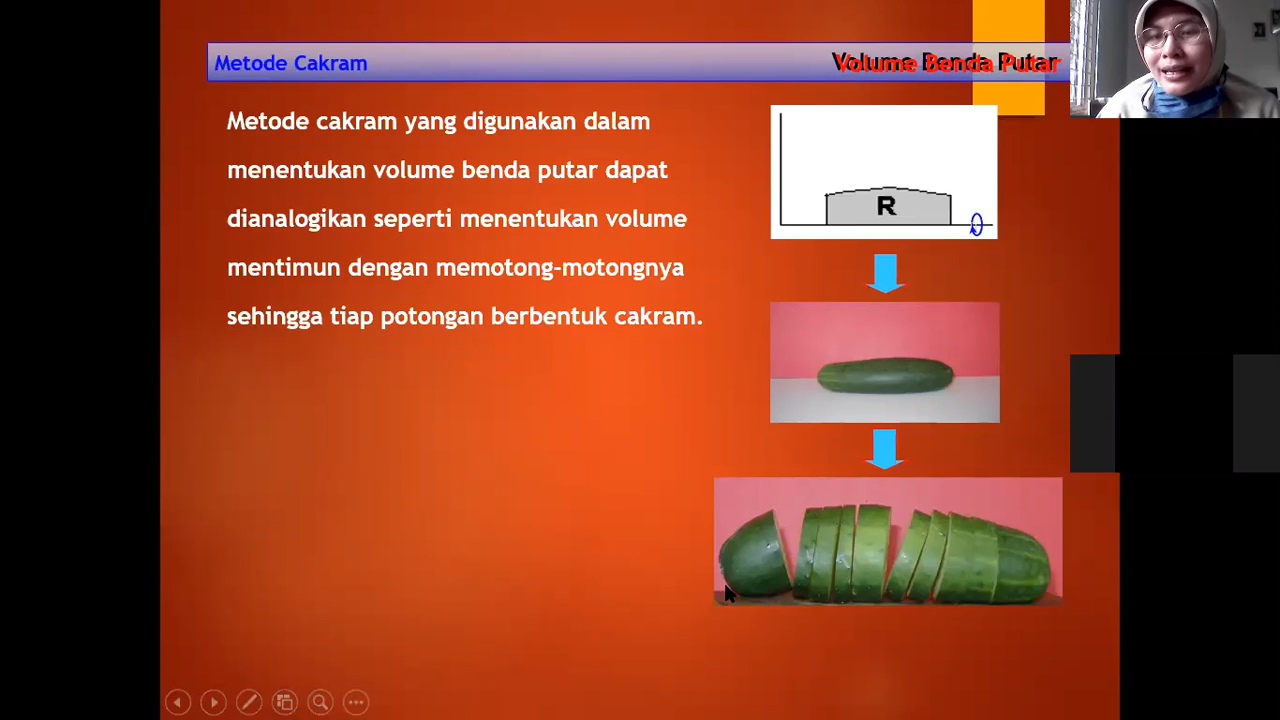 Metode Cakram
Volume Benda Putar
Metode cakram yang digunakan dalam
menentukan volume benda putar dapat
dianalogikan seperti menentukan volume
mentimun dengan memotong-motongnya
sehingga tiap potongan berbentuk cakram.
R